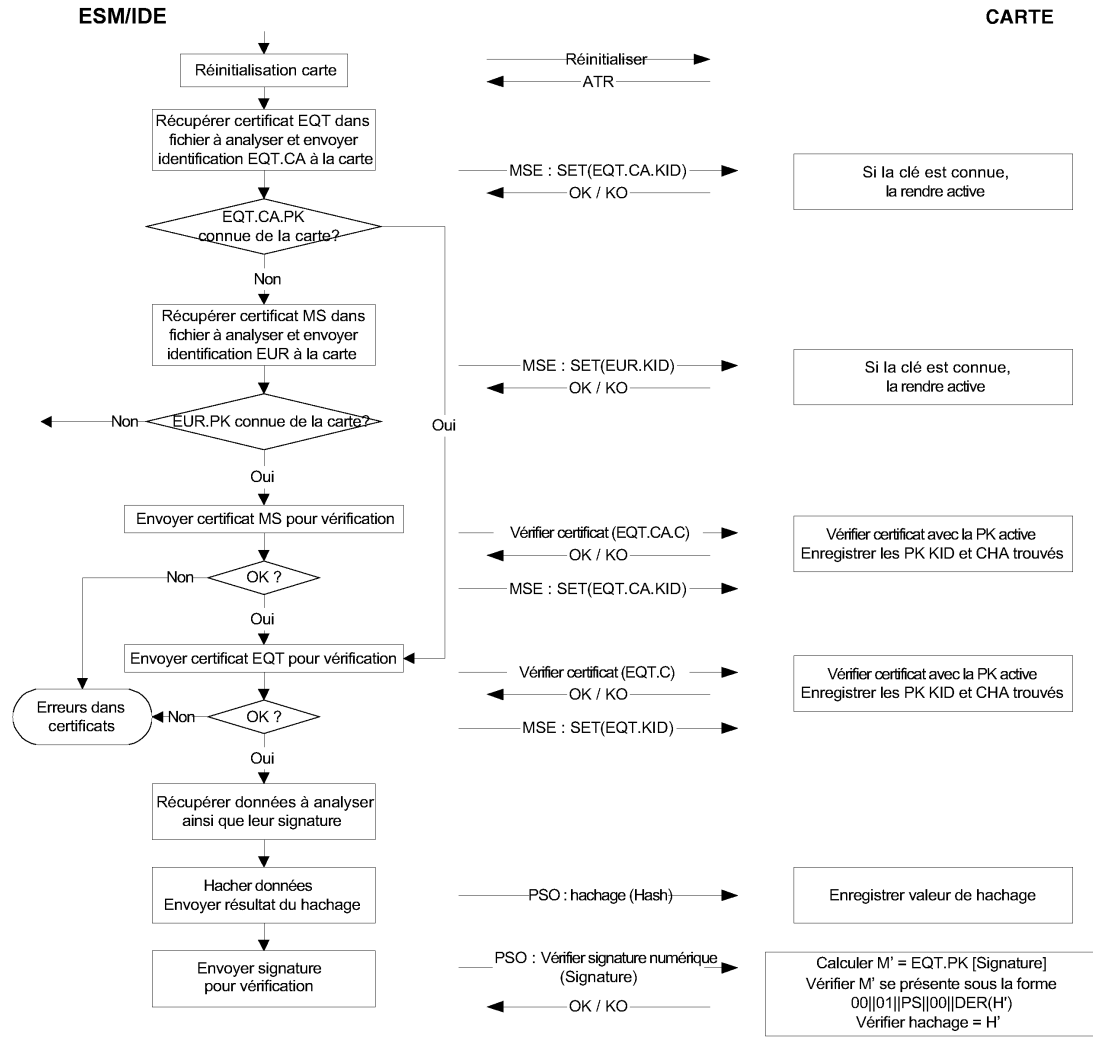 ESM/IDE
CARTE
Réinitialisation carte
Réinitialiser
ATR
Récupérer certificat EQT dans
fichier à analyser et envoyer
identification EQT.CA à la carte
MSE : SET(EQT.CA.KID)
OK / KO
Si la clé est connue,
la rendre active
EQT.CA.PK
connue de la carte?
Non
Récupérer certificat MS dans
fichier à analyser et envoyer
identification EUR à la carte
MSE : SET(EUR.KID)
OK / KO
Si la clé est connue,
la rendre active
Non
EUR.PK connue de la carte?
Oui
Oui
Envoyer certificat MS pour vérification
Vérifier certificat (EQT.CA.C)
OK / KO
Vérifier certificat avec la PK active
Enregistrer les PK KID et CHA trouvés
Non
OK ?
MSE : SET(EQT.CA.KID)
Oui
Envoyer certificat EQT pour vérification
Vérifier certificat (EQT.C)
OK / KO
Vérifier certificat avec la PK active
Enregistrer les PK KID et CHA trouvés
Erreurs dans
certificats
Non
OK ?
MSE : SET(EQT.KID)
Oui
Récupérer données à analyser
ainsi que leur signature
Hacher données
Envoyer résultat du hachage
PSO : hachage (Hash)
Enregistrer valeur de hachage
Envoyer signature
pour vérification
PSO : Vérifier signature numérique
(Signature)
OK / KO
Calculer M’ = EQT.PK [Signature]
Vérifier M’ se présente sous la forme
00||01||PS||00||DER(H’)
Vérifier hachage = H’